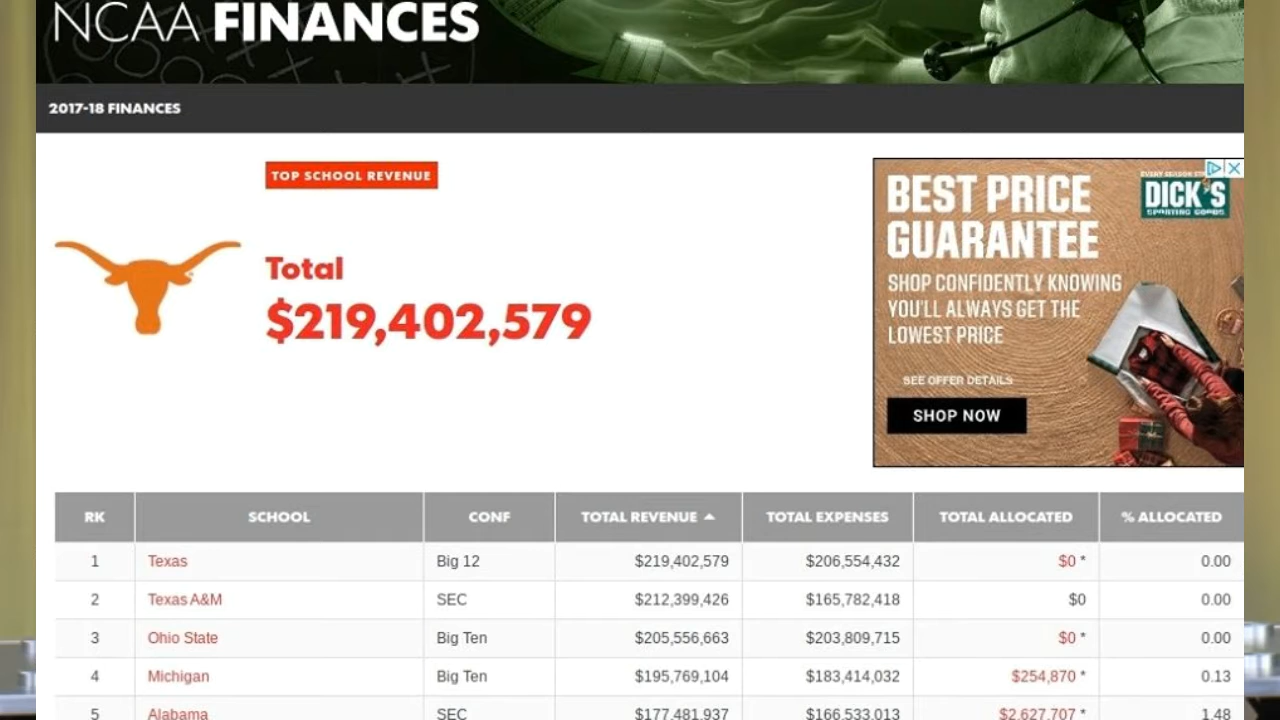 NCAA FINANCES
2017-18 FINANCES
TOP SCHOOL REVENUE
Total
$219,402,579
BEST PRICE
GUARANTEE
SHOP CONFIDENTLY KNOWING
YOU'LL ALWAYS GET THE
LOWEST PRICE
SEE OFFER DETAILS
SHOP NOW
DICK'S
SPORTING GOODS
RK SCHOOL CONF TOTAL REVENUE TOTAL EXPENSES TOTAL ALLOCATED % ALLOCATED
1 Texas Big 12 $219,402,579 $206,554,432 $0 * 0.00
2 Texas A&M SEC $212,399,426 $165,782,418 $0 0.00
3 Ohio State Big Ten $205,556,663 $203,809,715 $0 * 0.00
4 Michigan Big Ten $195,769,104 $183,414,032 $254,870 * 0.13
5 Alabama SEC $177,481,937 $166,533,013 $2,627,707 * 1.48